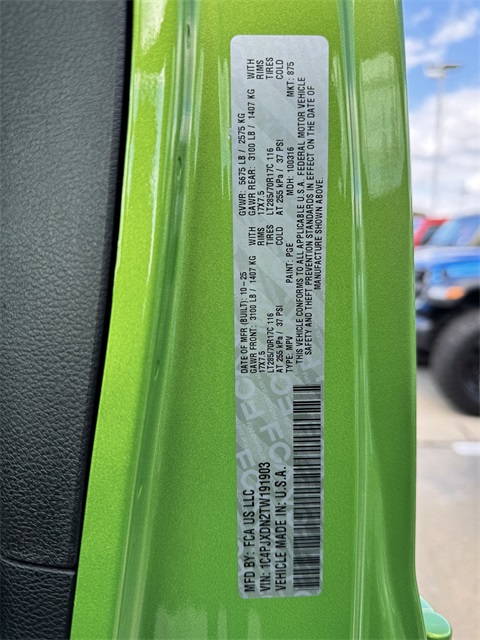 MFD BY: FCA US LLC
VIN: 1C4PJXDN2TW191903
VEHICLE MADE IN: U.S.A.
DATE OF MFR (BUILT): 10-25 GVWR: 5675 LB / 2575 KG
GAWR FRONT: 3100 LB / 1407 KG WITH GAWR REAR: 3100 LB / 1407 KG WITH
17X7.5 RIMS 17X7.5 RIMS
LT285/70R17C 116 TIRES LT285/70R17C 116 TIRES
AT 255 kPa / 37 PSI COLD AT 255 kPa / 37 PSI COLD
TYPE: MPV PAINT: PGE MDH: 100316 MKT: 875
THIS VEHICLE CONFORMS TO ALL APPLICABLE U.S.A. FEDERAL MOTOR VEHICLE
SAFETY AND THEFT PREVENTION STANDARDS IN EFFECT ON THE DATE OF
MANUFACTURE SHOWN ABOVE.